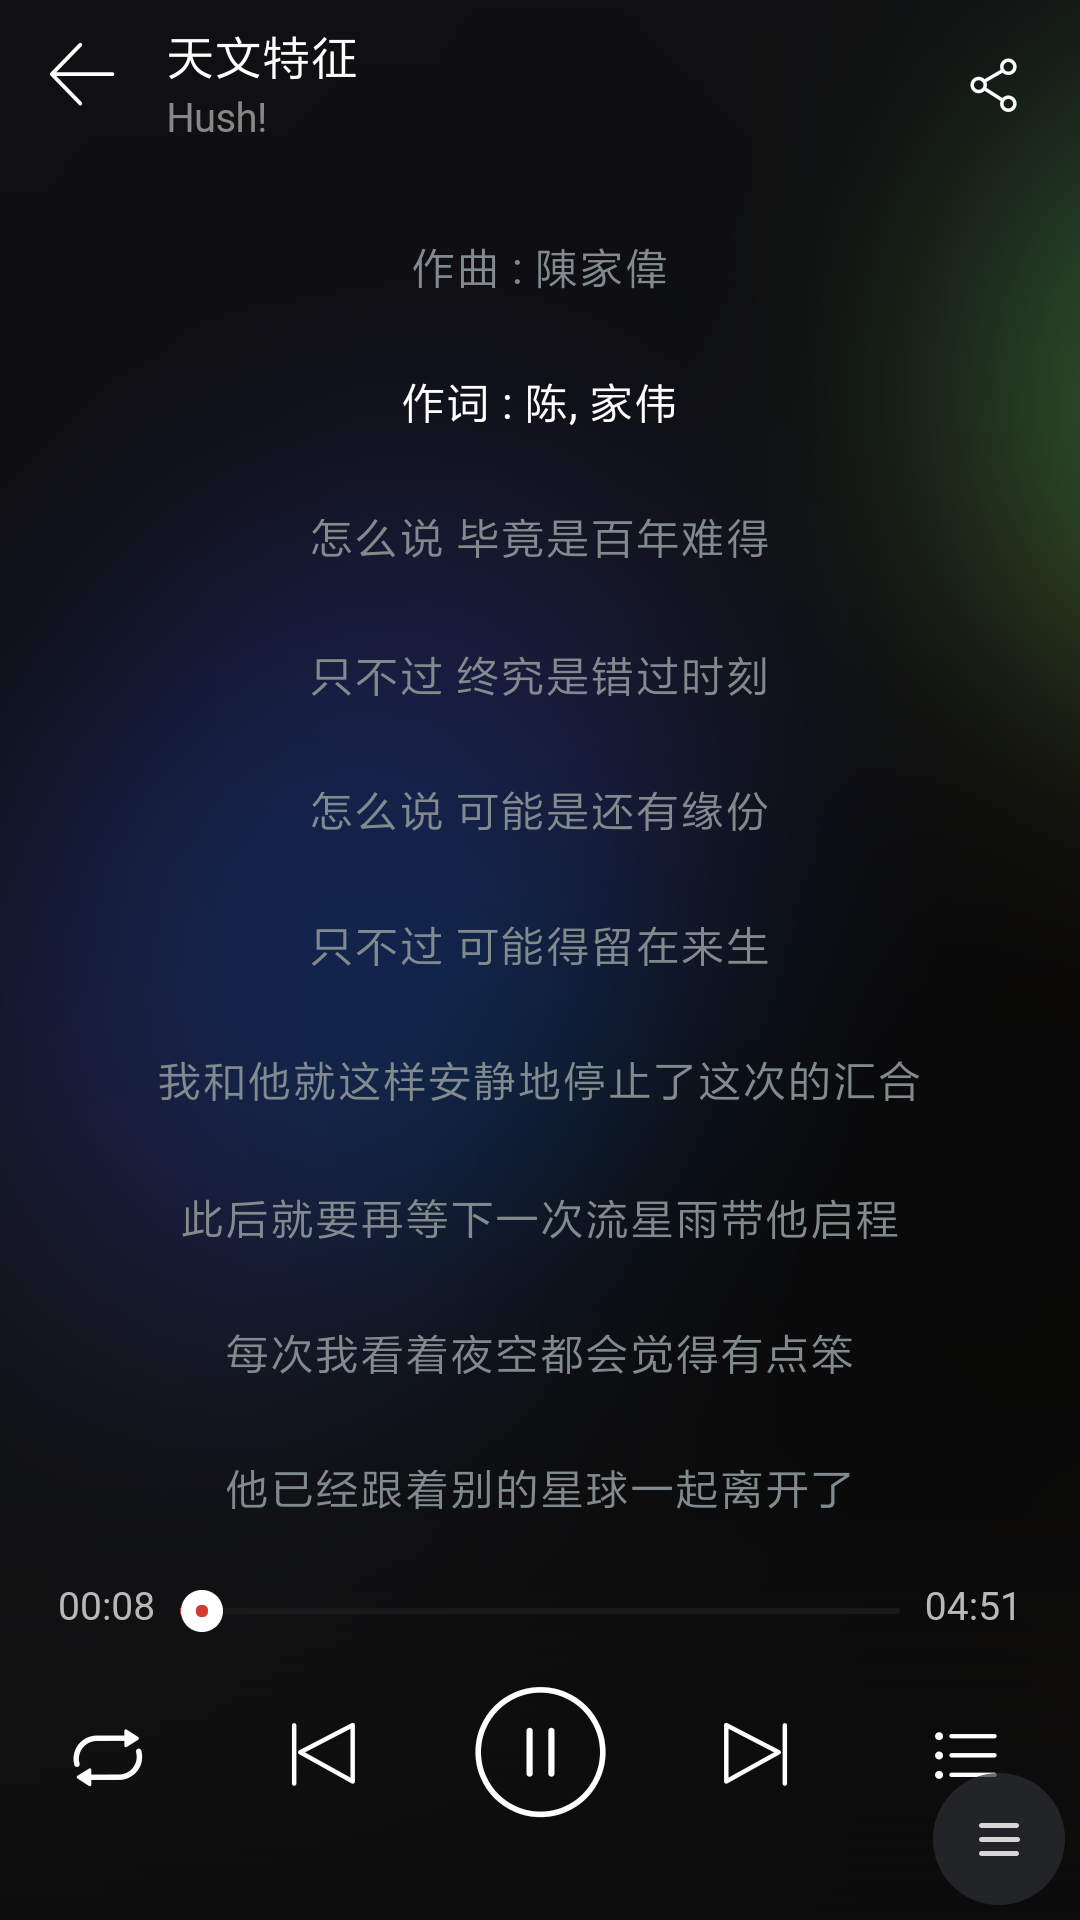 天文特征
Hush!
作曲 : 陳家偉
作词 : 陈, 家伟
怎么说 毕竟是百年难得
只不过 终究是错过时刻
怎么说 可能是还有缘份
只不过 可能得留在来生
我和他就这样安静地停止了这次的汇合
此后就要再等下一次流星雨带他启程
每次我看着夜空都会觉得有点笨
他已经跟着别的星球一起离开了
00:08
04:51